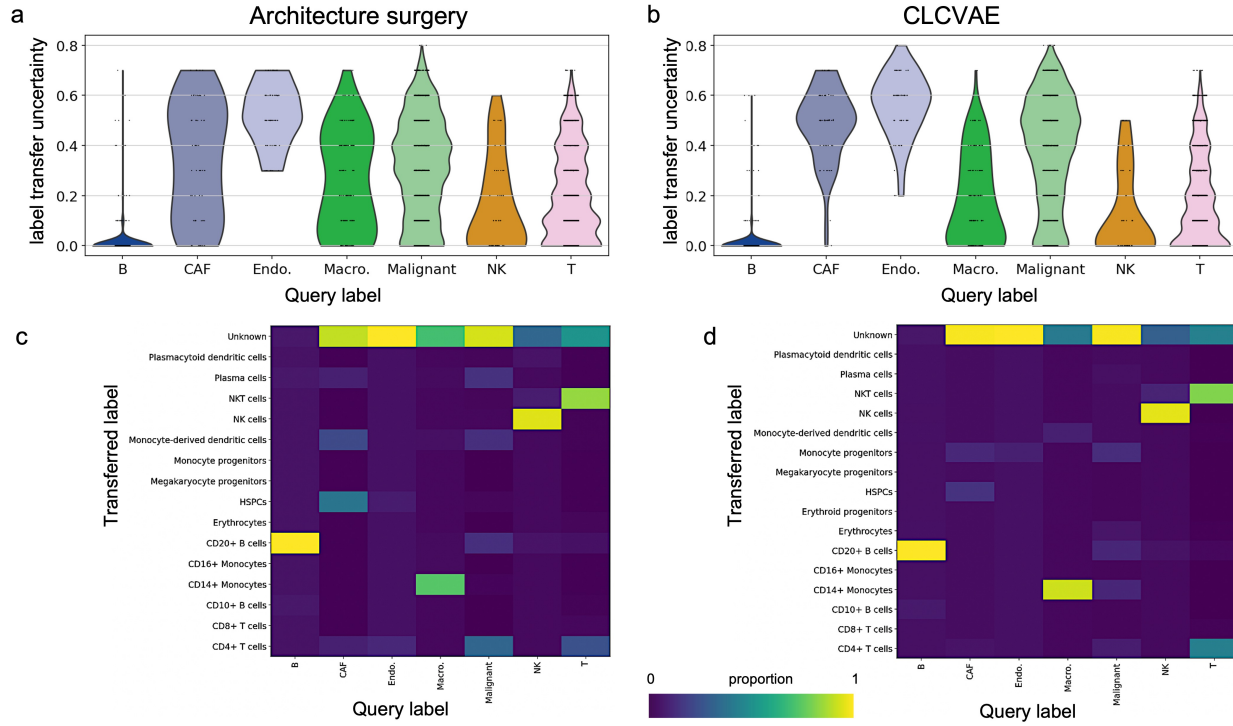 a
Architecture surgery
label transfer uncertainty
0.8
0.6
0.4
0.2
0.0
B CAF Endo. Macro. Malignant NK T
Query label
b
CLCVAE
label transfer uncertainty
0.8
0.6
0.4
0.2
0.0
B CAF Endo. Macro. Malignant NK T
Query label
c
Transferred label
Unknown
Plasmacytoid dendritic cells
Plasma cells
NKT cells
NK cells
Monocyte-derived dendritic cells
Monocyte progenitors
Megakaryocyte progenitors
HSPCs
Erythrocytes
CD20+ B cells
CD16+ Monocytes
CD14+ Monocytes
CD10+ B cells
CD8+ T cells
CD4+ T cells
B CAF Endo. Macro. Malignant NK T
Query label
d
Transferred label
Unknown
Plasmacytoid dendritic cells
Plasma cells
NKT cells
NK cells
Monocyte-derived dendritic cells
Monocyte progenitors
Megakaryocyte progenitors
HSPCs
Erythroid progenitors
Erythrocytes
CD20+ B cells
CD16+ Monocytes
CD14+ Monocytes
CD10+ B cells
CD8+ T cells
CD4+ T cells
B CAF Endo. Macro. Malignant NK T
Query label
0 proportion 1